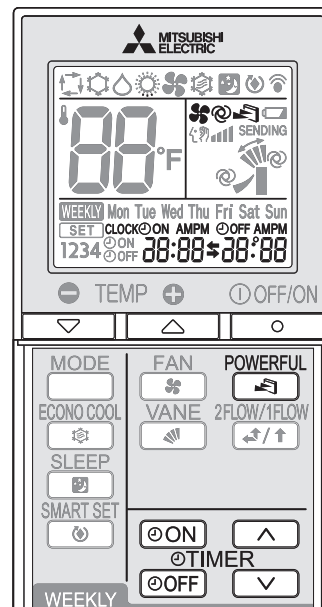 MITSUBISHI
ELECTRIC
SENDING
88°F
WEEKLY Mon Tue Wed Thu Fri Sat Sun
SET CLOCK ON AMPM OFF AMPM
1234 ON OFF 88:88 88:88
TEMP OFF/ON
MODE FAN POWERFUL
ECONO COOL VANE 2FLOW/1FLOW
SLEEP
SMART SET
ON
TIMER
OFF
WEEKLY